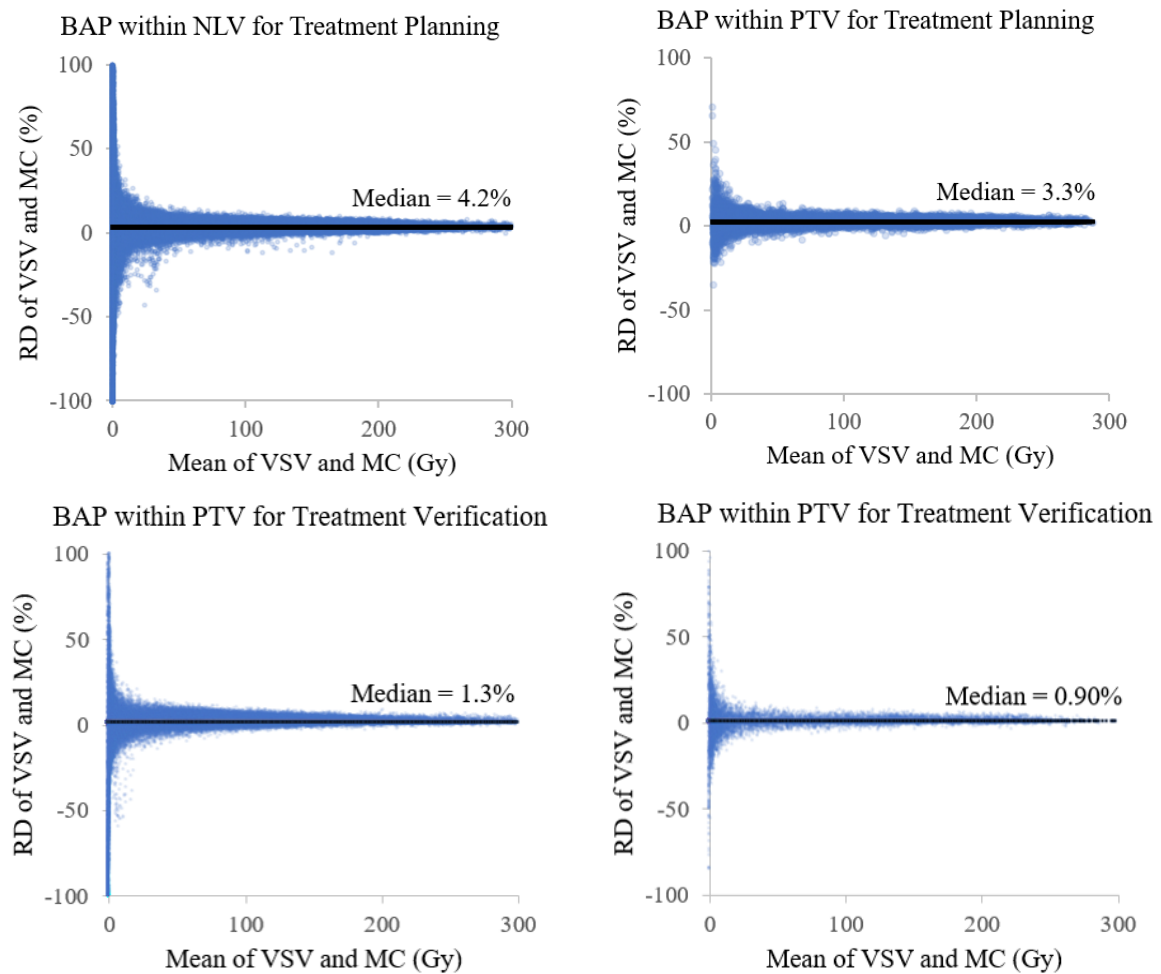 BAP within NLV for Treatment Planning
100
50
0
-50
-100
RD of VSV and MC (%)
Median = 4.2%
0 100 200 300
Mean of VSV and MC (Gy)
BAP within PTV for Treatment Planning
100
50
0
-50
-100
RD of VSV and MC (%)
Median = 3.3%
0 100 200 300
Mean of VSV and MC (Gy)
BAP within PTV for Treatment Verification
100
50
0
-50
-100
RD of VSV and MC (%)
Median = 1.3%
0 100 200 300
Mean of VSV and MC (Gy)
BAP within PTV for Treatment Verification
100
50
0
-50
-100
RD of VSV and MC (%)
Median = 0.90%
0 100 200 300
Mean of VSV and MC (Gy)